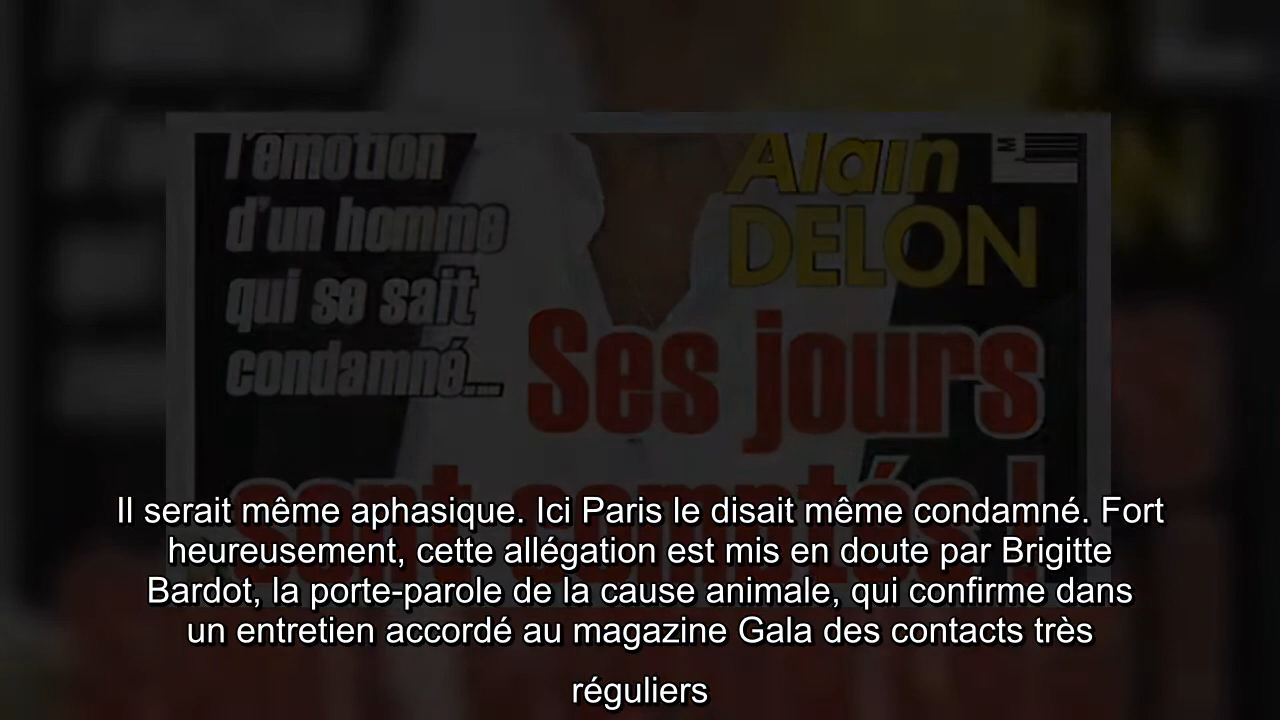 l'émotion
d'un homme
qui se sait
condamné...
Alain
DELON
Ses jours
sont comptés !
Il serait même aphasique. Ici Paris le disait même condamné. Fort
heureusement, cette allégation est mis en doute par Brigitte
Bardot, la porte-parole de la cause animale, qui confirme dans
un entretien accordé au magazine Gala des contacts très
réguliers